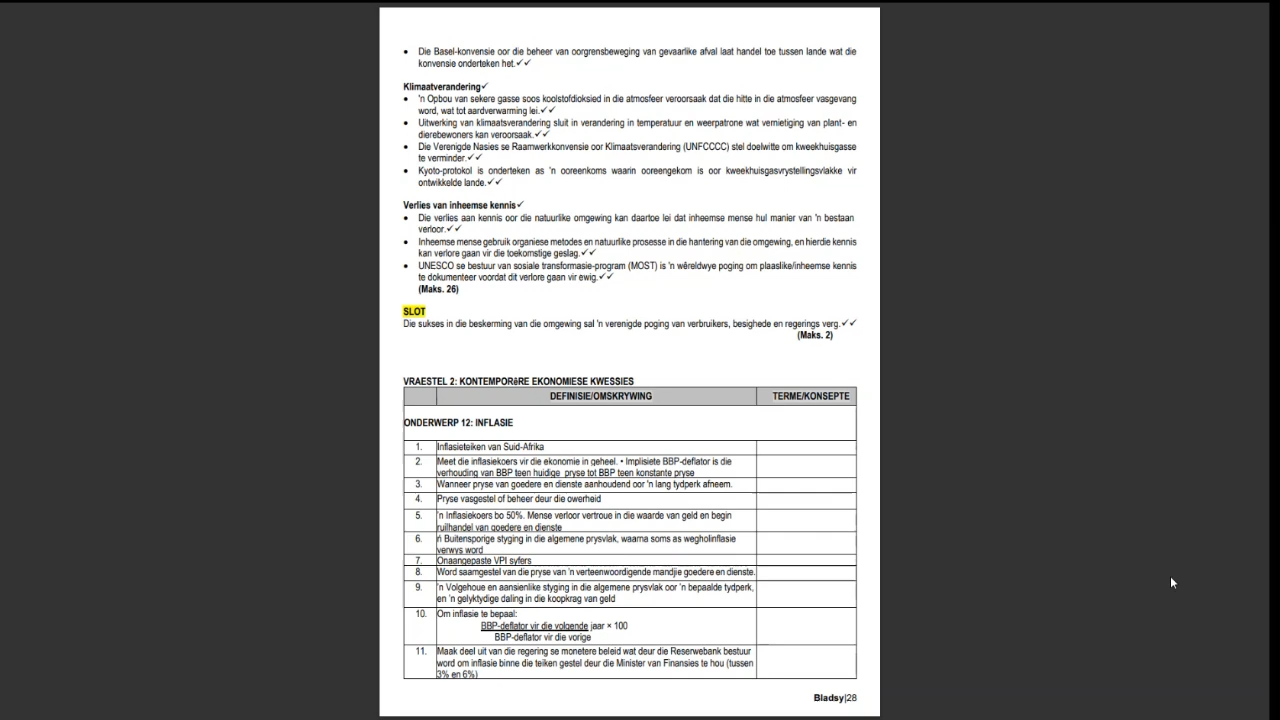 • Die Basel-konvensie oor die beheer van oorgrensbeweging van gevaarlike afval laat handel toe tussen lande wat die
konvensie onderteken het.✓✓
Klimaatverandering✓
• 'n Opbou van sekere gasse soos koolstofdioksied in die atmosfeer veroorsaak dat die hitte in die atmosfeer vasgevang
word, wat tot aardverwarming lei.✓✓
• Uitwerking van klimaatsverandering sluit in verandering in temperatuur en weerpatrone wat vernietiging van plant- en
dierebewoners kan veroorsaak.✓✓
• Die Verenigde Nasies se Raamwerkkonvensie oor Klimaatsverandering (UNFCCCC) stel doelwitte om kweekhuisgasse
te verminder.✓✓
• Kyoto-protokol is onderteken as 'n ooreenkoms waarin ooreengekom is oor kweekhuisgasvrystellingsvlakke vir
ontwikkelde lande.✓✓
Verlies van inheemse kennis✓
• Die verlies aan kennis oor die natuurlike omgewing kan daartoe lei dat inheemse mense hul manier van 'n bestaan
verloor.✓✓
• Inheemse mense gebruik organiese metodes en natuurlike prosesse in die hantering van die omgewing, en hierdie kennis
kan verlore gaan vir die toekomstige geslag.✓✓
• UNESCO se bestuur van sosiale transformasie-program (MOST) is 'n wêreldwye poging om plaaslike/inheemse kennis
te dokumenteer voordat dit verlore gaan vir ewig.✓✓
(Maks. 26)
SLOT
Die sukses in die beskerming van die omgewing sal 'n verenigde poging van verbruikers, besighede en regerings verg.✓✓
(Maks. 2)
VRAESTEL 2: KONTEMPORêRE EKONOMIESE KWESSIES
DEFINISIE/OMSKRYWING TERME/KONSEPTE
ONDERWERP 12: INFLASIE
1. Inflasieteiken van Suid-Afrika
2. Meet die inflasiekoers vir die ekonomie in geheel. • Implisiete BBP-deflator is die
verhouding van BBP teen huidige pryse tot BBP teen konstante pryse
3. Wanneer pryse van goedere en dienste aanhoudend oor 'n lang tydperk afneem.
4. Pryse vasgestel of beheer deur die owerheid
5. 'n Inflasiekoers bo 50%. Mense verloor vertroue in die waarde van geld en begin
ruilhandel van goedere en dienste
6. ń Buitensporige styging in die algemene prysvlak, waarna soms as wegholinflasie
verwys word
7. Onaangepaste VPI syfers
8. Word saamgestel van die pryse van 'n verteenwoordigende mandjie goedere en dienste.
9. 'n Volgehoue en aansienlike styging in die algemene prysvlak oor 'n bepaalde tydperk,
en 'n gelyktydige daling in die koopkrag van geld
10. Om inflasie te bepaal:
BBP-deflator vir die volgende jaar × 100
BBP-deflator vir die vorige
11. Maak deel uit van die regering se monetere beleid wat deur die Reserwebank bestuur
word om inflasie binne die teiken gestel deur die Minister van Finansies te hou (tussen
3% en 6%)
Bladsy|28